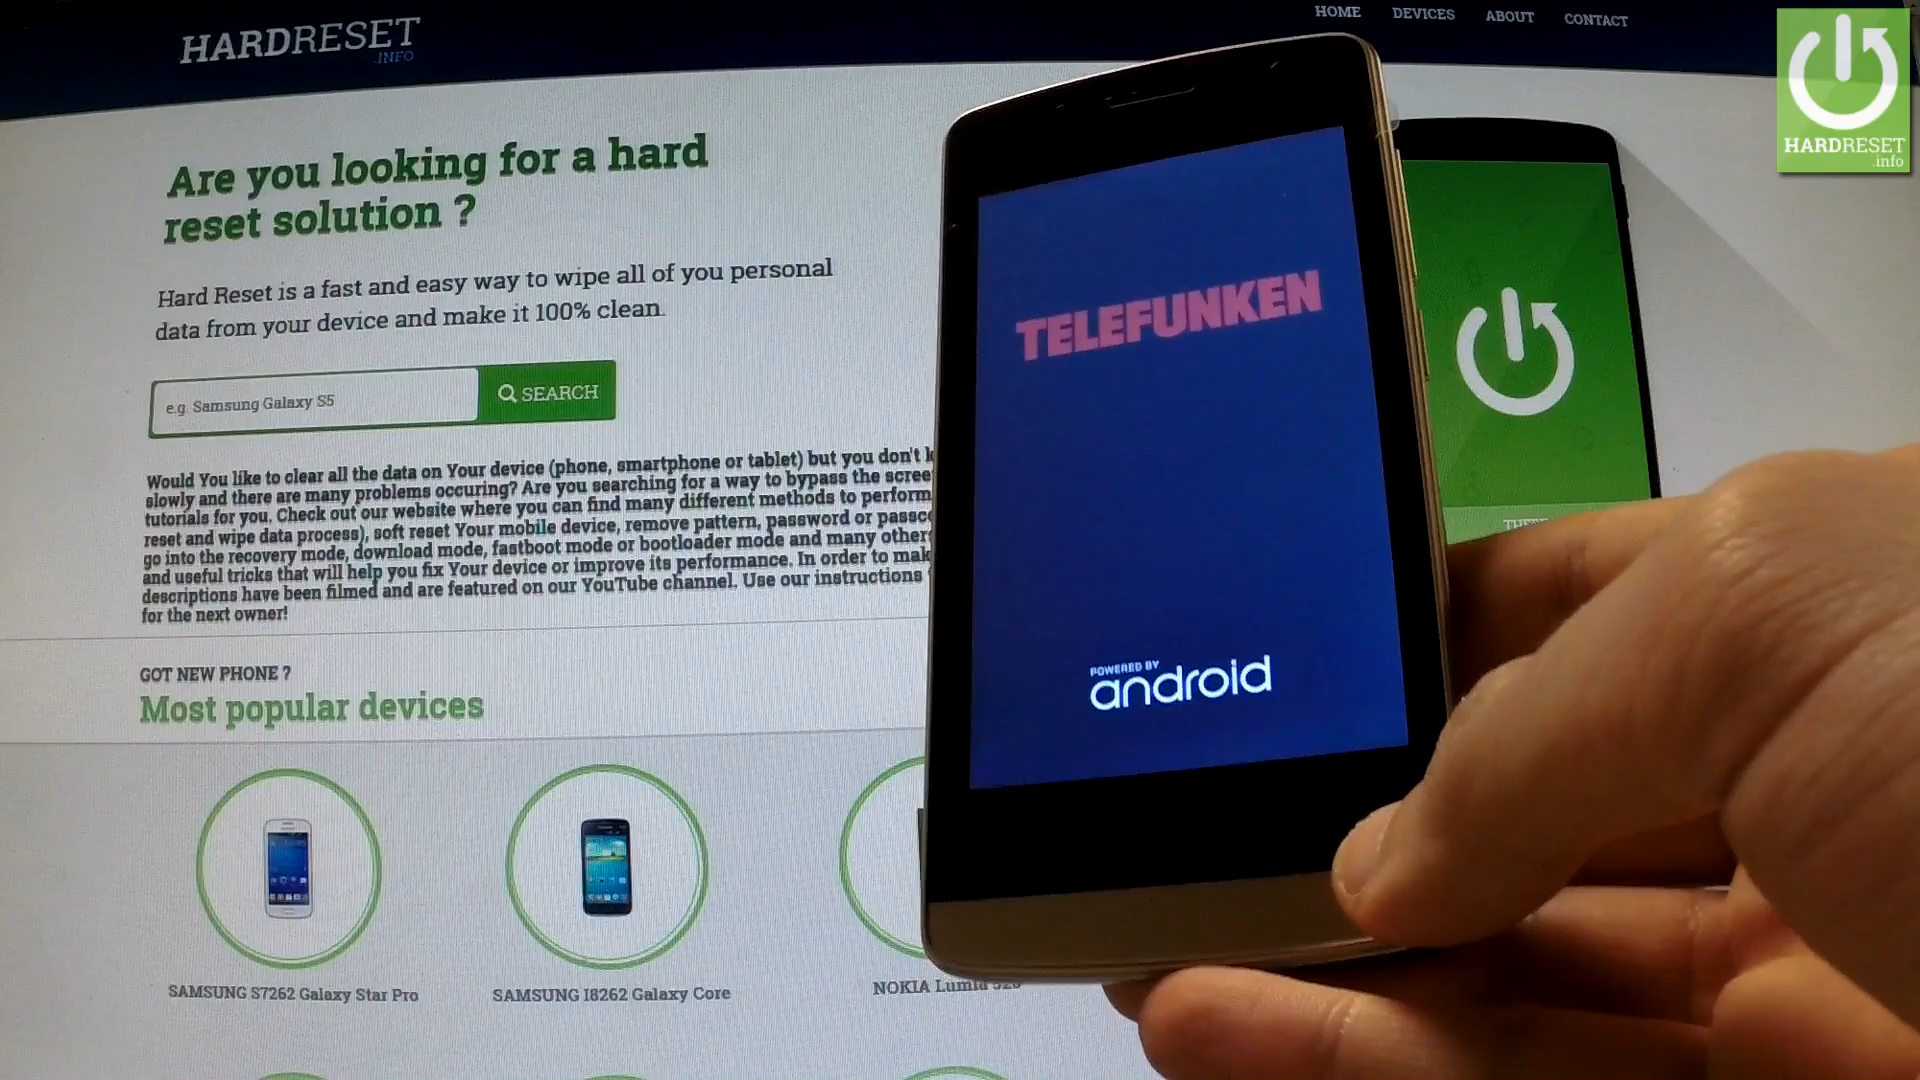 HARDRESET
.INFO
HOME DEVICES ABOUT CONTACT
HARDRESET
.info
Are you looking for a hard
reset solution ?
Hard Reset is a fast and easy way to wipe all of you personal
data from your device and make it 100% clean.
e.g. Samsung Galaxy S5
SEARCH
Would You like to clear all the data on Your device (phone, smartphone or tablet) but you don't
slowly and there are many problems occuring? Are you searching for a way to bypass the
tutorials for you. Check out our website where you can find many different methods to perform
reset and wipe data process), soft reset Your mobile device, remove pattern, password or
go into the recovery mode, download mode, fastboot mode or bootloader mode and many
and useful tricks that will help you fix Your device or improve its performance. In order to
descriptions have been filmed and are featured on our YouTube channel. Use our instructions
for the next owner!
GOT NEW PHONE ?
Most popular devices
SAMSUNG S7262 Galaxy Star Pro
SAMSUNG I8262 Galaxy Core
NOKIA Lumia
TELEFUNKEN
POWERED BY
android